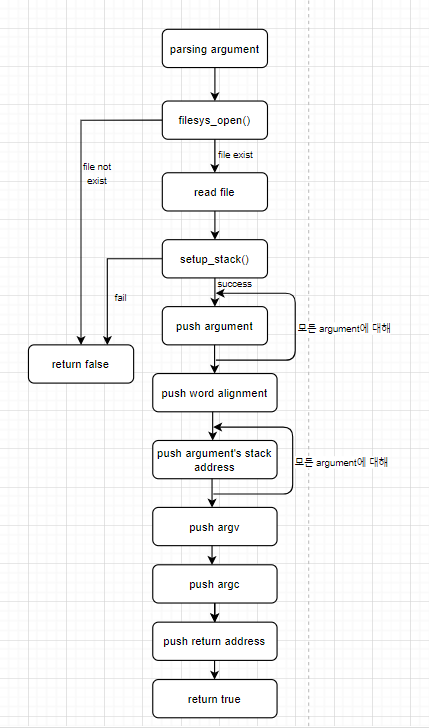 parsing argument
filesys_open()
file exist
file not
exist
read file
setup_stack()
success
fail
push argument
모든 argument에 대해
return false
push word alignment
push argument's stack
address
모든 argument에 대해
push argv
push argc
push return address
return true